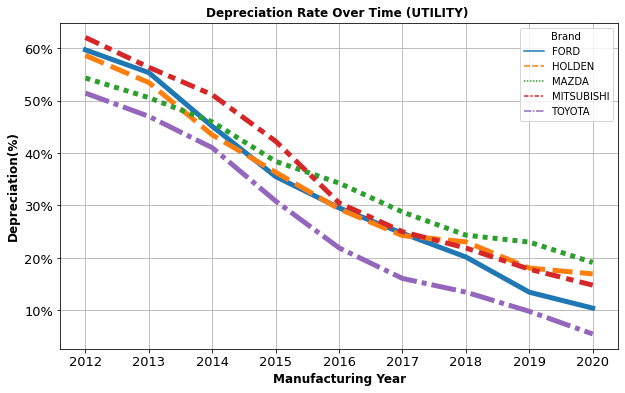 Depreciation Rate Over Time (UTILITY)
Brand
FORD
HOLDEN
MAZDA
MITSUBISHI
TOYOTA
Depreciation(%)
60%
50%
40%
30%
20%
10%
2012 2013 2014 2015 2016 2017 2018 2019 2020
Manufacturing Year